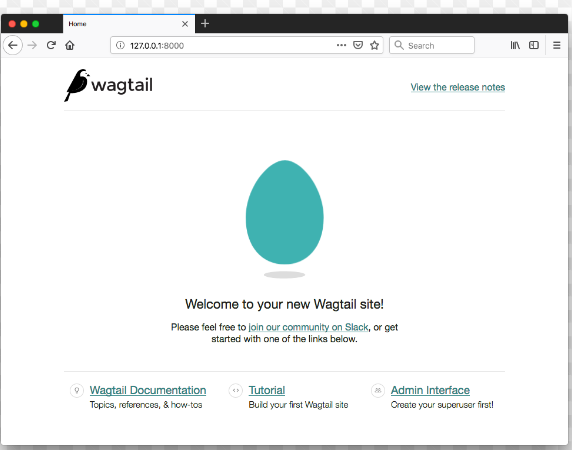 Home
127.0.0.1:8000
Search
wagtail
View the release notes
Welcome to your new Wagtail site!
Please feel free to join our community on Slack, or get
started with one of the links below.
Wagtail Documentation
Topics, references, & how-tos
Tutorial
Build your first Wagtail site
Admin Interface
Create your superuser first!